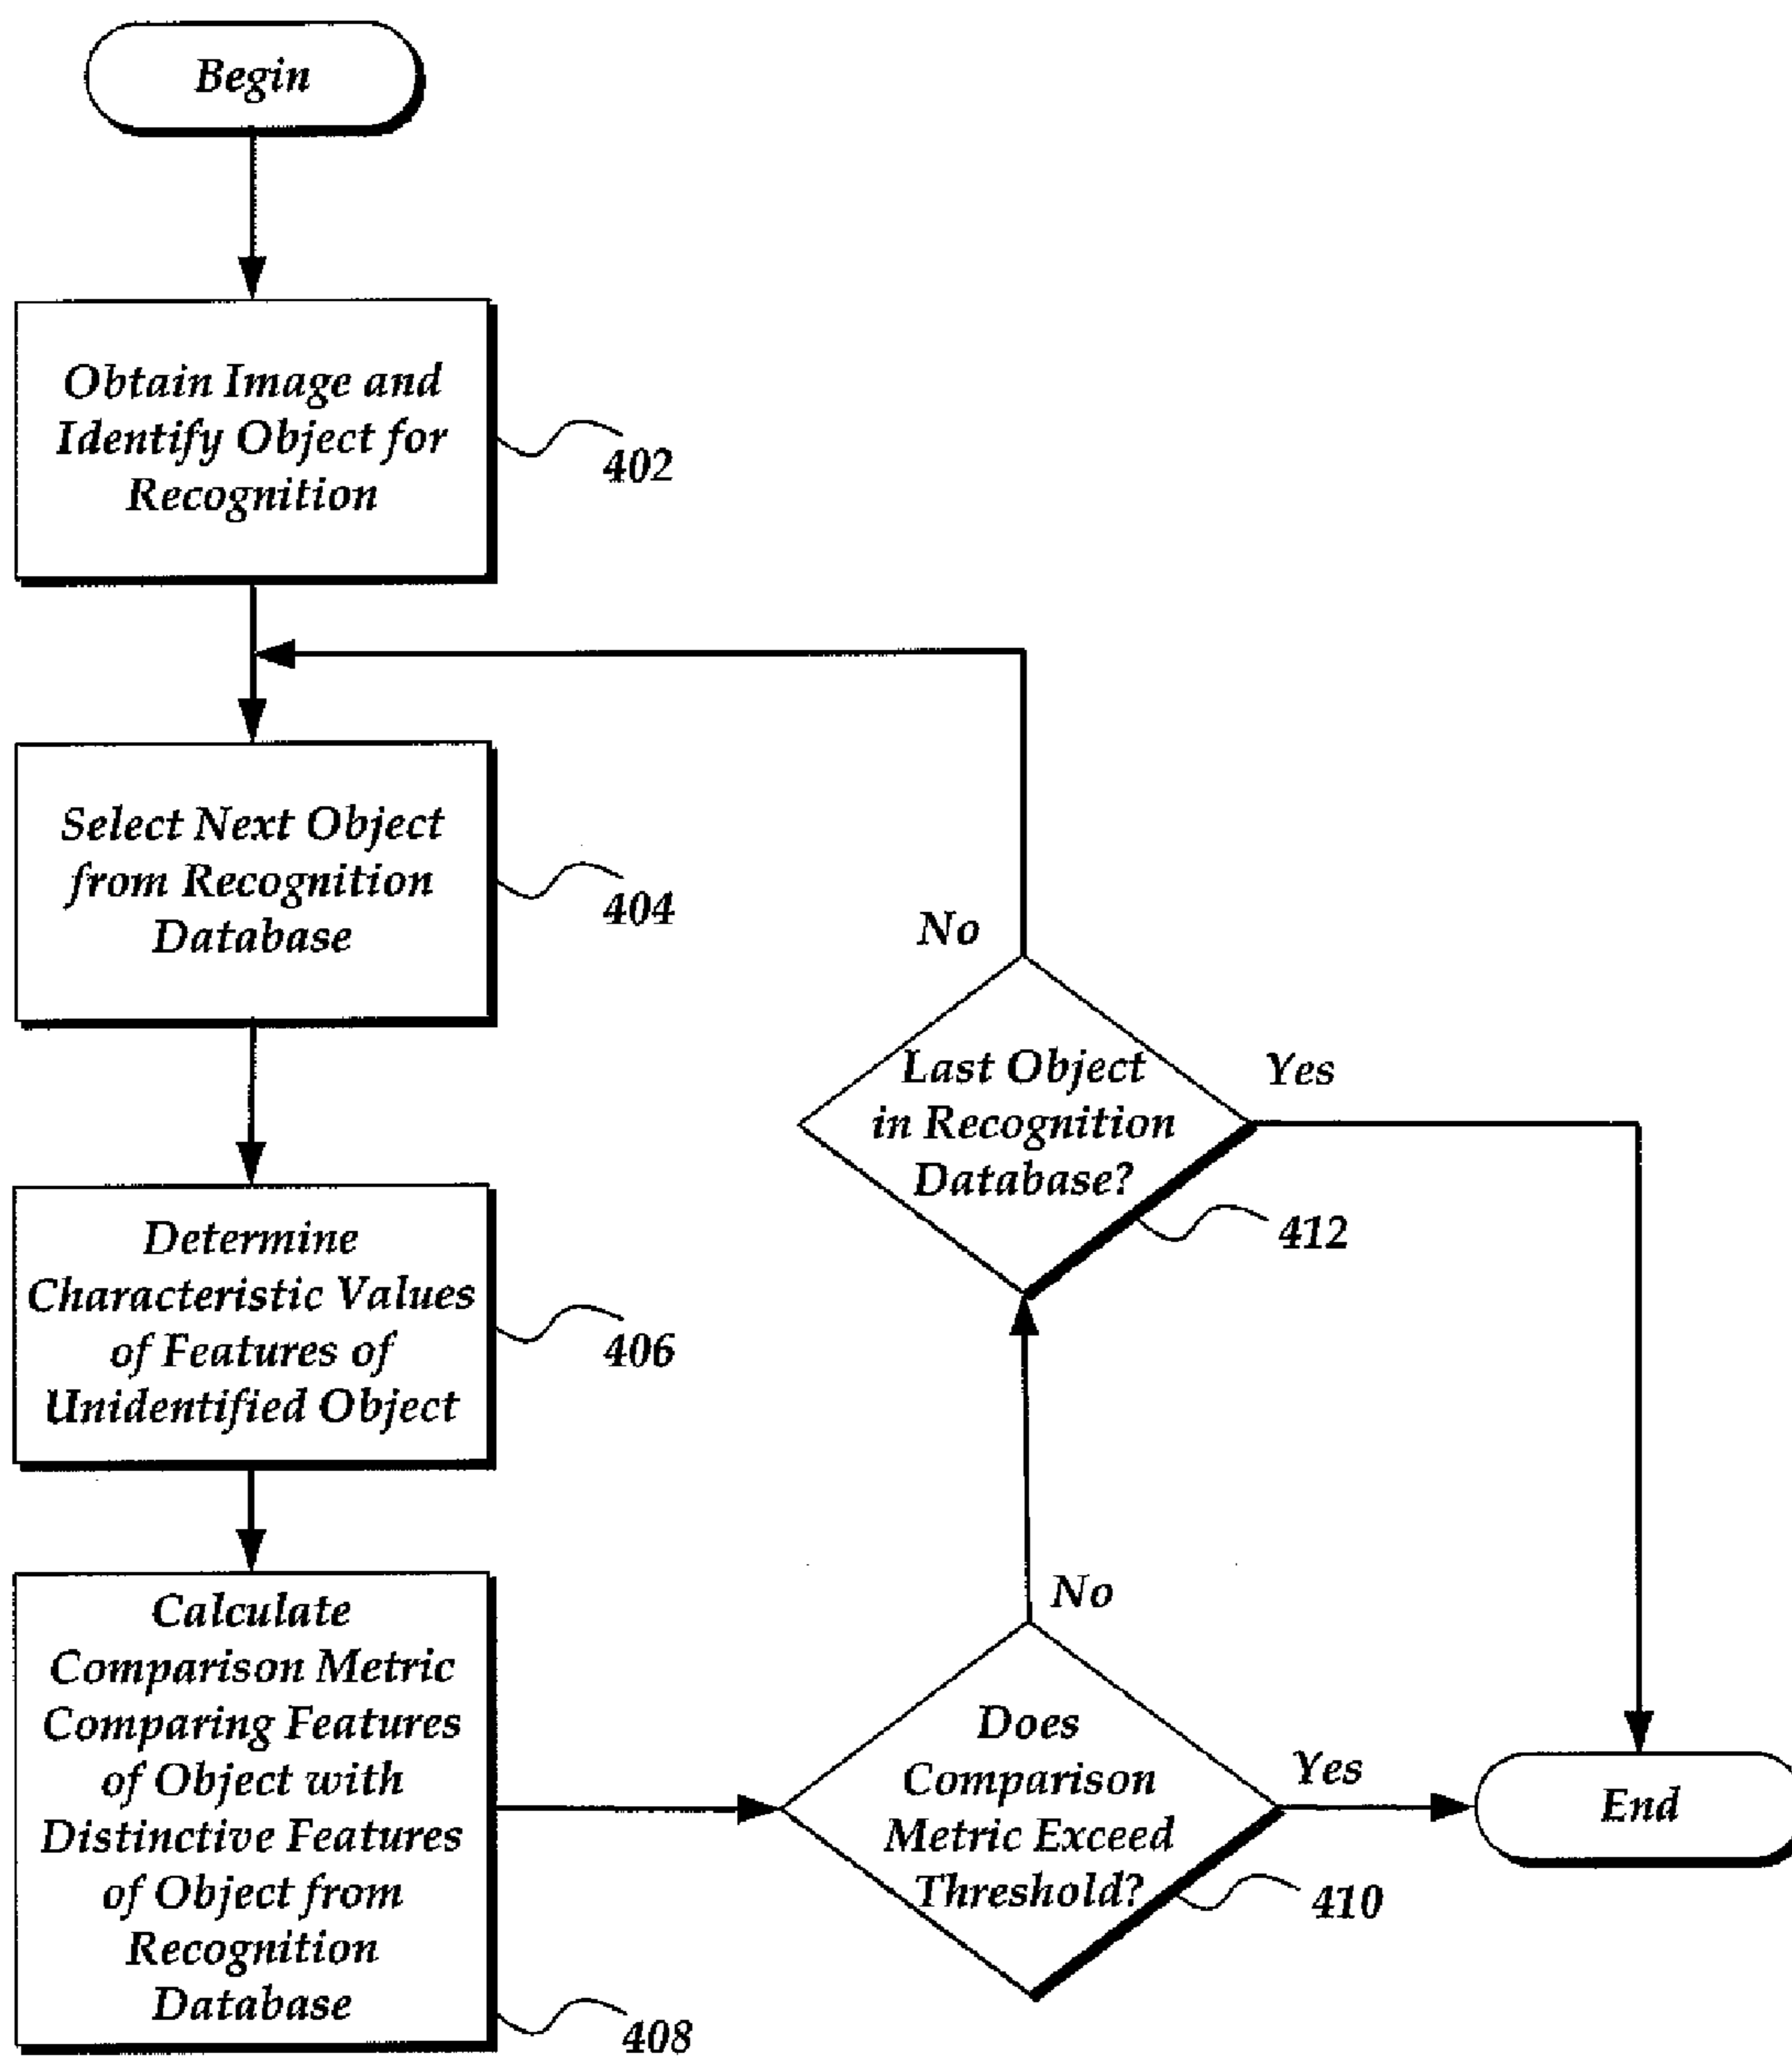 Begin
Obtain Image and
Identify Object for
Recognition
402
Select Next Object
from Recognition
Database
404
Determine
Characteristic Values
of Features of
Unidentified Object
406
Calculate
Comparison Metric
Comparing Features
of Object with
Distinctive Features
of Object from
Recognition
Database
408
Does
Comparison
Metric Exceed
Threshold?
410
No
Yes
Last Object
in Recognition
Database?
412
No
Yes
End